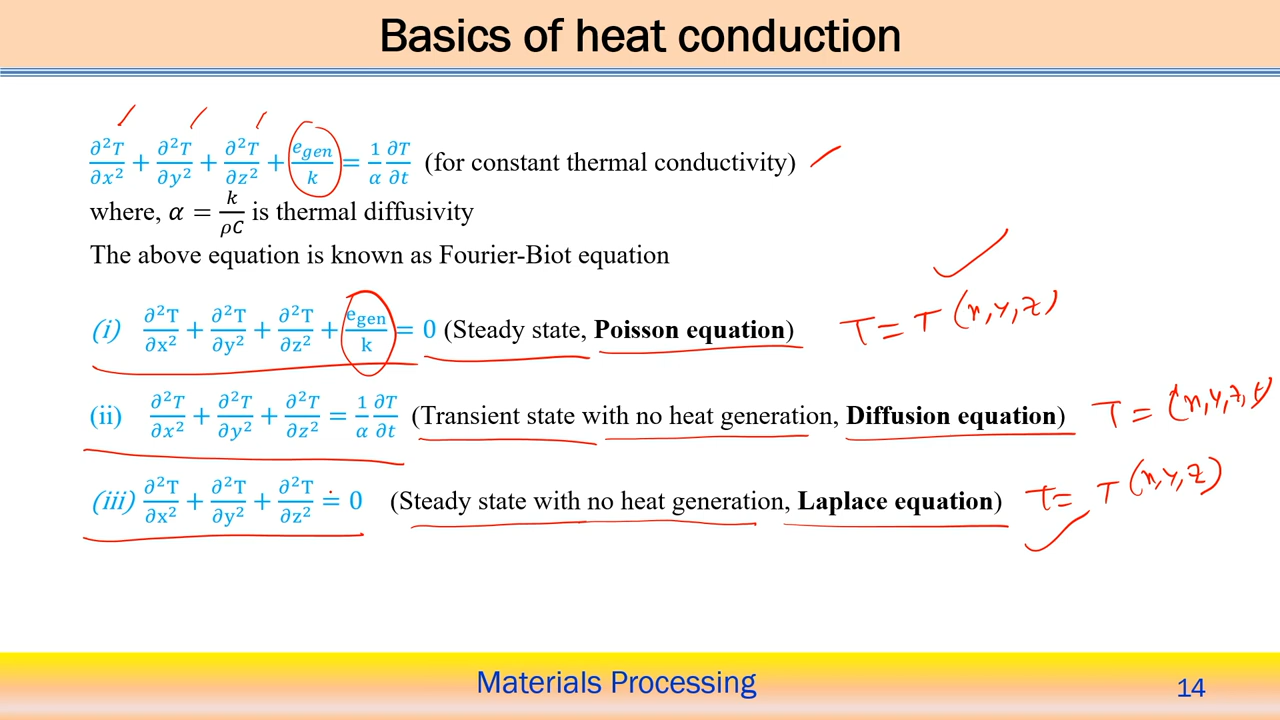 Basics of heat conduction
∂²T/∂x² + ∂²T/∂y² + ∂²T/∂z² + e_gen/k = 1/α ∂T/∂t (for constant thermal conductivity)
where, α = k/ρC is thermal diffusivity
The above equation is known as Fourier-Biot equation
(i) ∂²T/∂x² + ∂²T/∂y² + ∂²T/∂z² + e_gen/k = 0 (Steady state, Poisson equation) T = T(x,y,z)
(ii) ∂²T/∂x² + ∂²T/∂y² + ∂²T/∂z² = 1/α ∂T/∂t (Transient state with no heat generation, Diffusion equation) T = (x,y,z,t)
(iii) ∂²T/∂x² + ∂²T/∂y² + ∂²T/∂z² = 0 (Steady state with no heat generation, Laplace equation) T = T(x,y,z)
Materials Processing
14